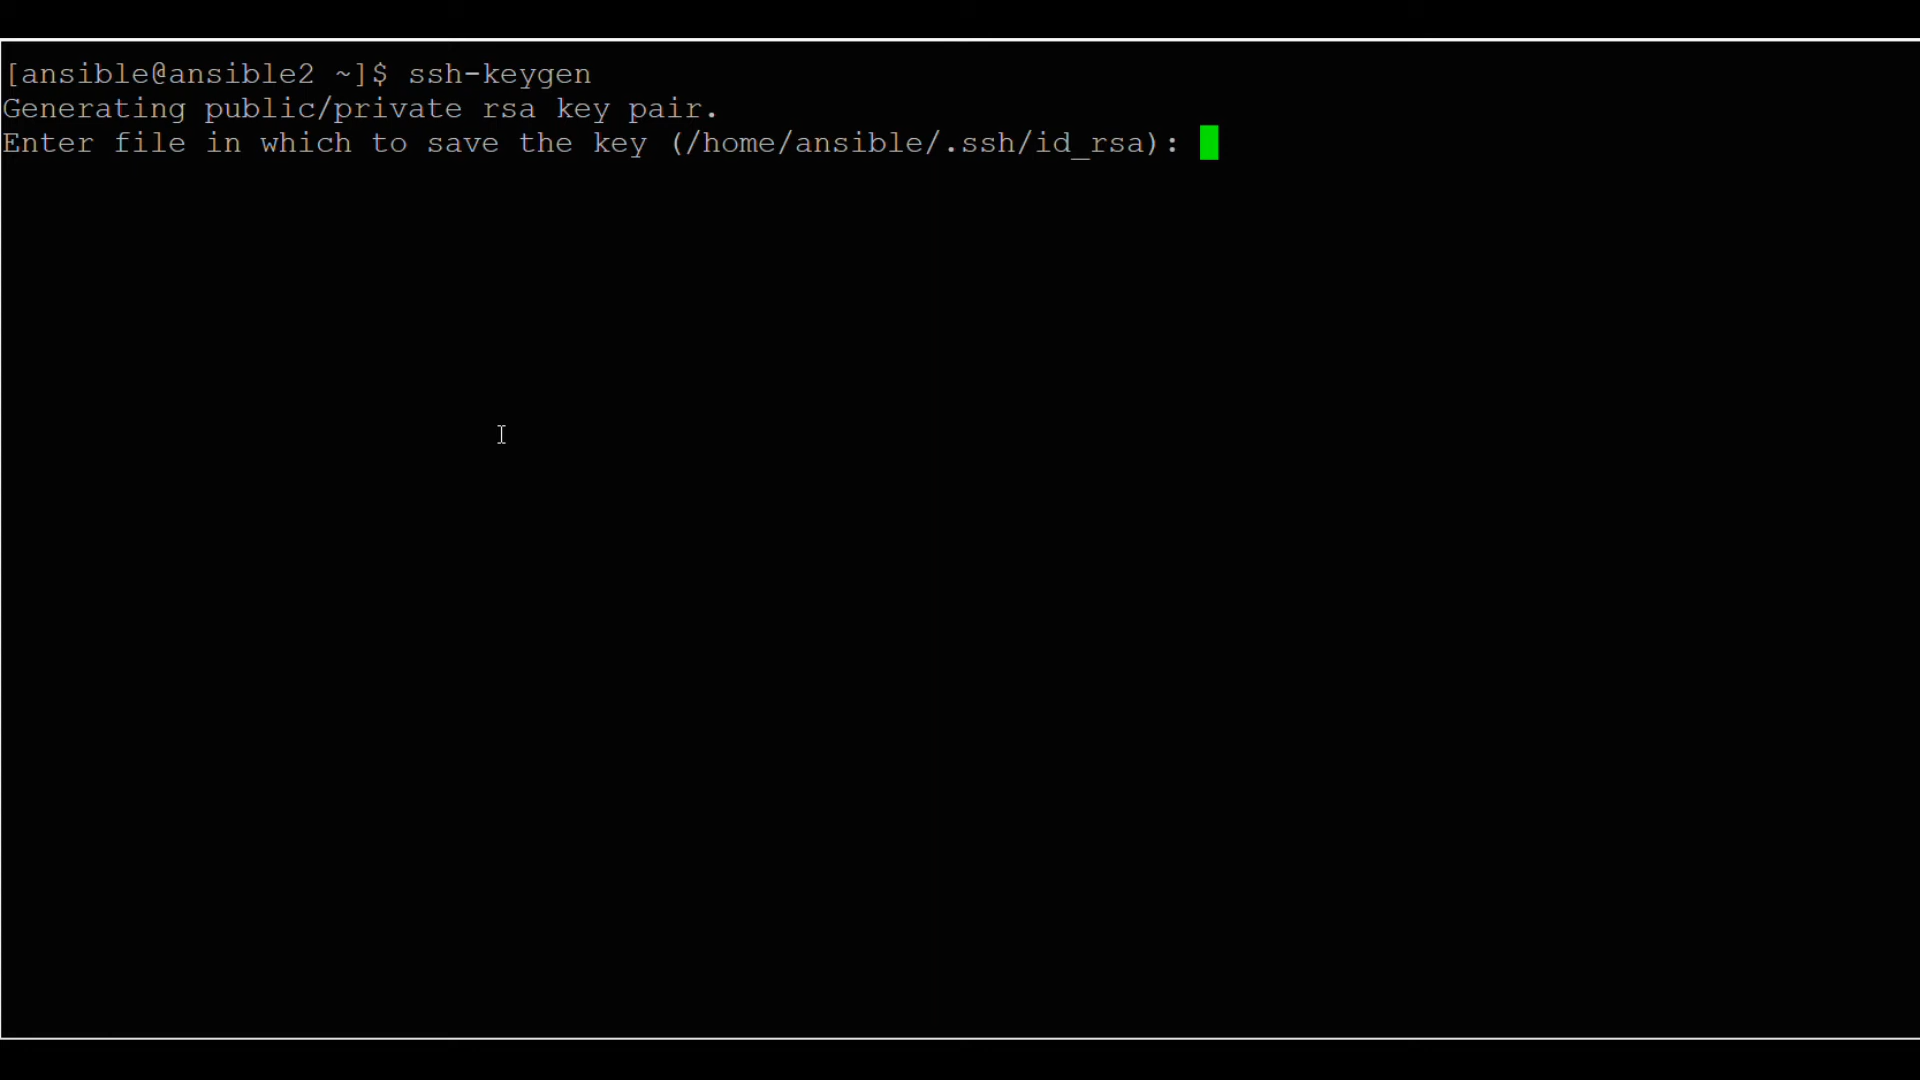 [ansible@ansible2 ~]$ ssh-keygen
Generating public/private rsa key pair.
Enter file in which to save the key (/home/ansible/.ssh/id_rsa):